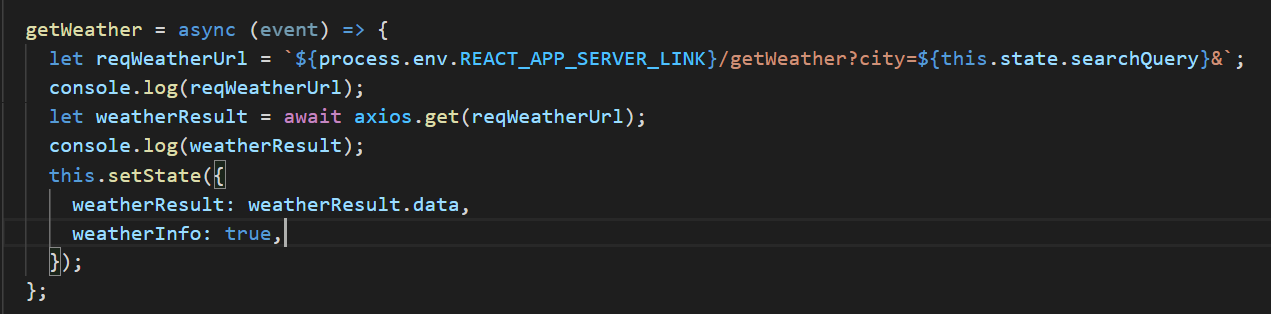 getWeather = async (event) => {
let reqWeatherUrl = `${process.env.REACT_APP_SERVER_LINK}/getWeather?city=${this.state.searchQuery}&`;
console.log(reqWeatherUrl);
let weatherResult = await axios.get(reqWeatherUrl);
console.log(weatherResult);
this.setState({
weatherResult: weatherResult.data,
weatherInfo: true,
});
};